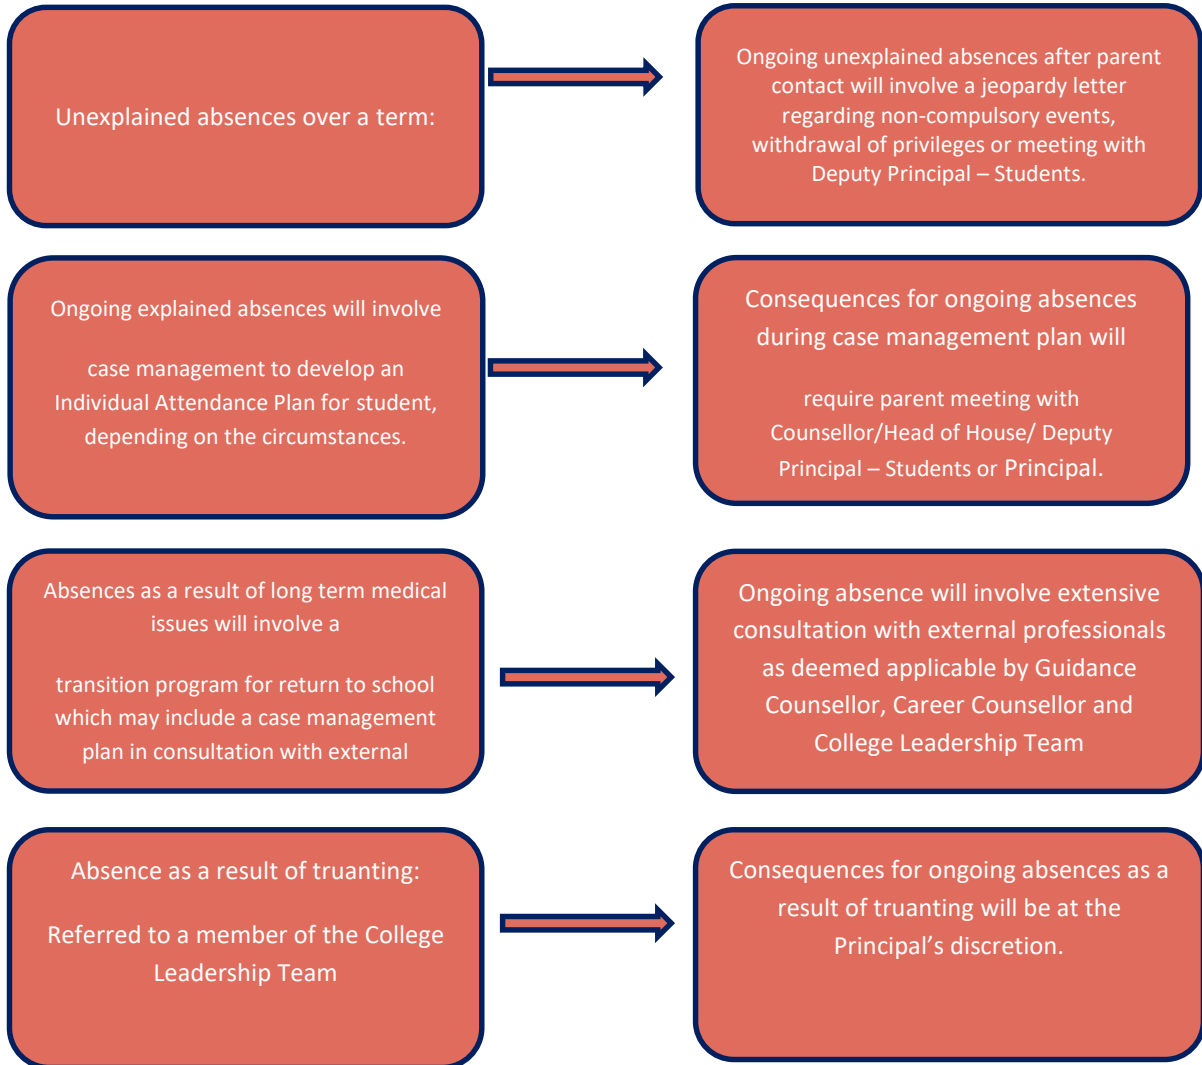 Unexplained absences over a term:
Ongoing unexplained absences after parent
contact will involve a jeopardy letter
regarding non-compulsory events,
withdrawal of privileges or meeting with
Deputy Principal – Students.
Ongoing explained absences will involve
case management to develop an
Individual Attendance Plan for student,
depending on the circumstances.
Consequences for ongoing absences
during case management plan will
require parent meeting with
Counsellor/Head of House/ Deputy
Principal – Students or Principal.
Absences as a result of long term medical
issues will involve a
transition program for return to school
which may include a case management
plan in consultation with external
Ongoing absence will involve extensive
consultation with external professionals
as deemed applicable by Guidance
Counsellor, Career Counsellor and
College Leadership Team
Absence as a result of truanting:
Referred to a member of the College
Leadership Team
Consequences for ongoing absences as a
result of truanting will be at the
Principal’s discretion.